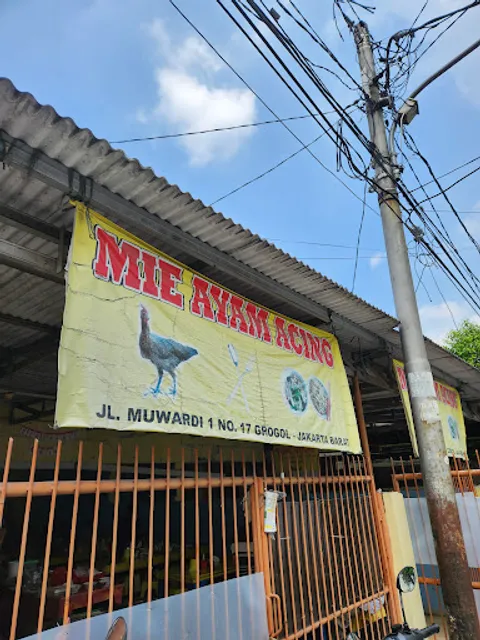 MIE AYAM ACING
JL. MUWARDI 1 NO. 17 GROGOL - JAKARTA BARAT